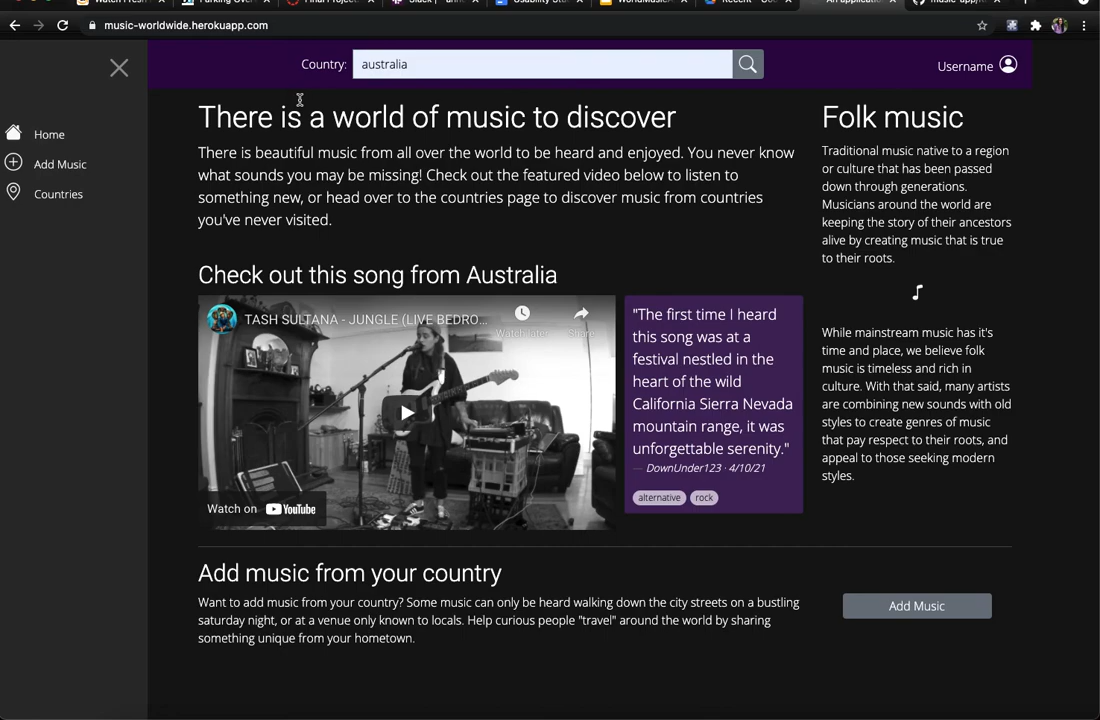 music-worldwide.herokuapp.com
Country: australia
Username
Home
Add Music
Countries
There is a world of music to discover
There is beautiful music from all over the world to be heard and enjoyed. You never know
what sounds you may be missing! Check out the featured video below to listen to
something new, or head over to the countries page to discover music from countries
you've never visited.
Check out this song from Australia
TASH SULTANA - JUNGLE (LIVE BEDRO...
Watch later
Share
Watch on YouTube
"The first time I heard
this song was at a
festival nestled in the
heart of the wild
California Sierra Nevada
mountain range, it was
unforgettable serenity."
— DownUnder123 · 4/10/21
alternative
rock
Folk music
Traditional music native to a region
or culture that has been passed
down through generations.
Musicians around the world are
keeping the story of their ancestors
alive by creating music that is true
to their roots.
While mainstream music has it's
time and place, we believe folk
music is timeless and rich in
culture. With that said, many artists
are combining new sounds with old
styles to create genres of music
that pay respect to their roots, and
appeal to those seeking modern
styles.
Add music from your country
Want to add music from your country? Some music can only be heard walking down the city streets on a bustling
saturday night, or at a venue only known to locals. Help curious people "travel" around the world by sharing
something unique from your hometown.
Add Music